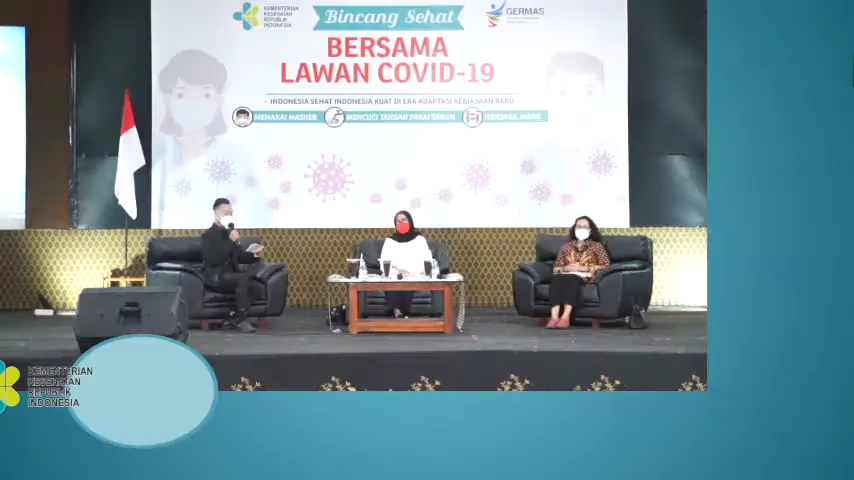 KEMENTERIAN
KESEHATAN
REPUBLIK
INDONESIA
Bincang Sehat
GERMAS
BERSAMA
LAWAN COVID-19
INDONESIA SEHAT INDONESIA KUAT DI ERA ADAPTASI KEBIASAAN BARU
MEMAKAI MASKER
MENCUCI TANGAN PAKAI SABUN
MENJAGA JARAK
KEMENTERIAN
KESEHATAN
REPUBLIK
INDONESIA